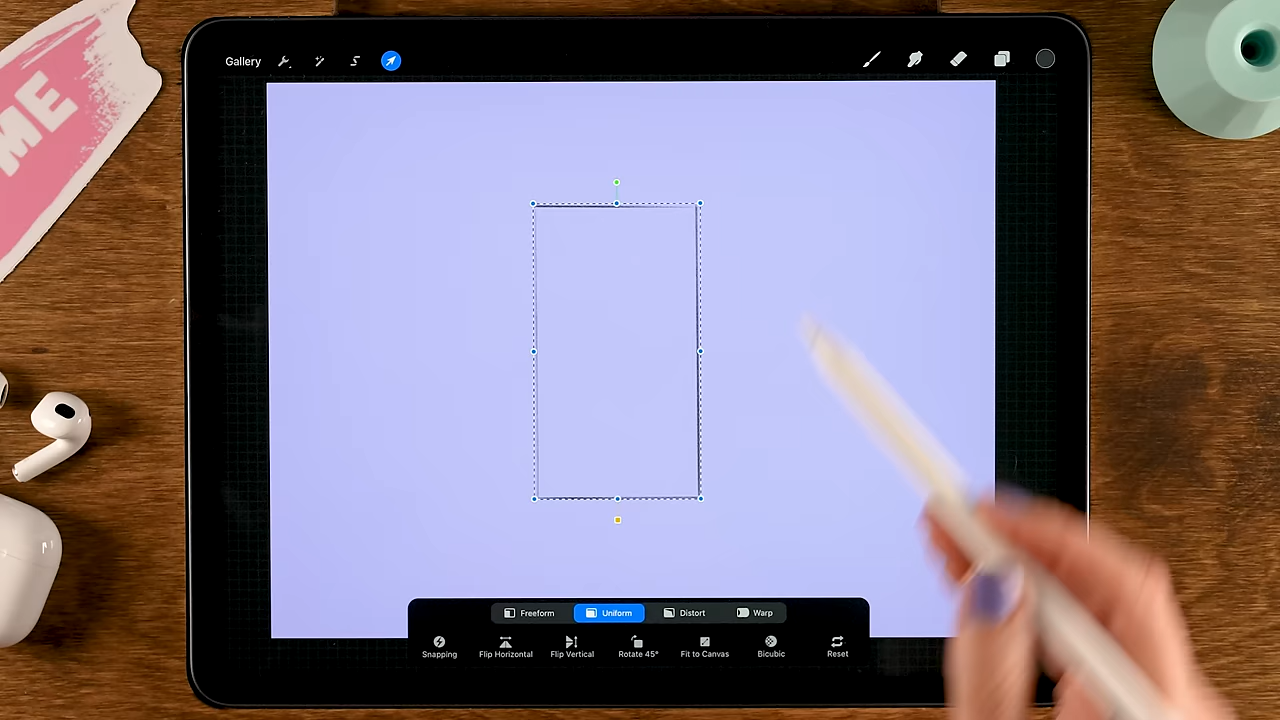 ME
Gallery
Freeform
Uniform
Distort
Warp
Snapping
Flip Horizontal
Flip Vertical
Rotate 45°
Fit to Canvas
Bicubic
Reset